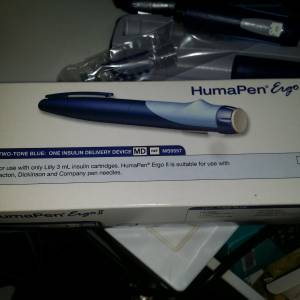 HumaPen® Ergo
TWO-TONE BLUE: ONE INSULIN DELIVERY DEVICE MD
For use with only Lilly 3 mL insulin cartridges. HumaPen® Ergo II is suitable for use with
Becton, Dickinson and Company pen needles.
HumaPen Ergo II